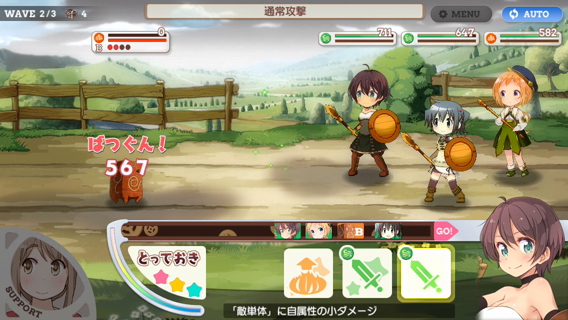 WAVE 2/3 4
通常攻撃
MENU
AUTO
0
B
711
647
582
ばつぐん!
567
B
GO!
とっておき
SUPPORT
「敵単体」に自属性の小ダメージ